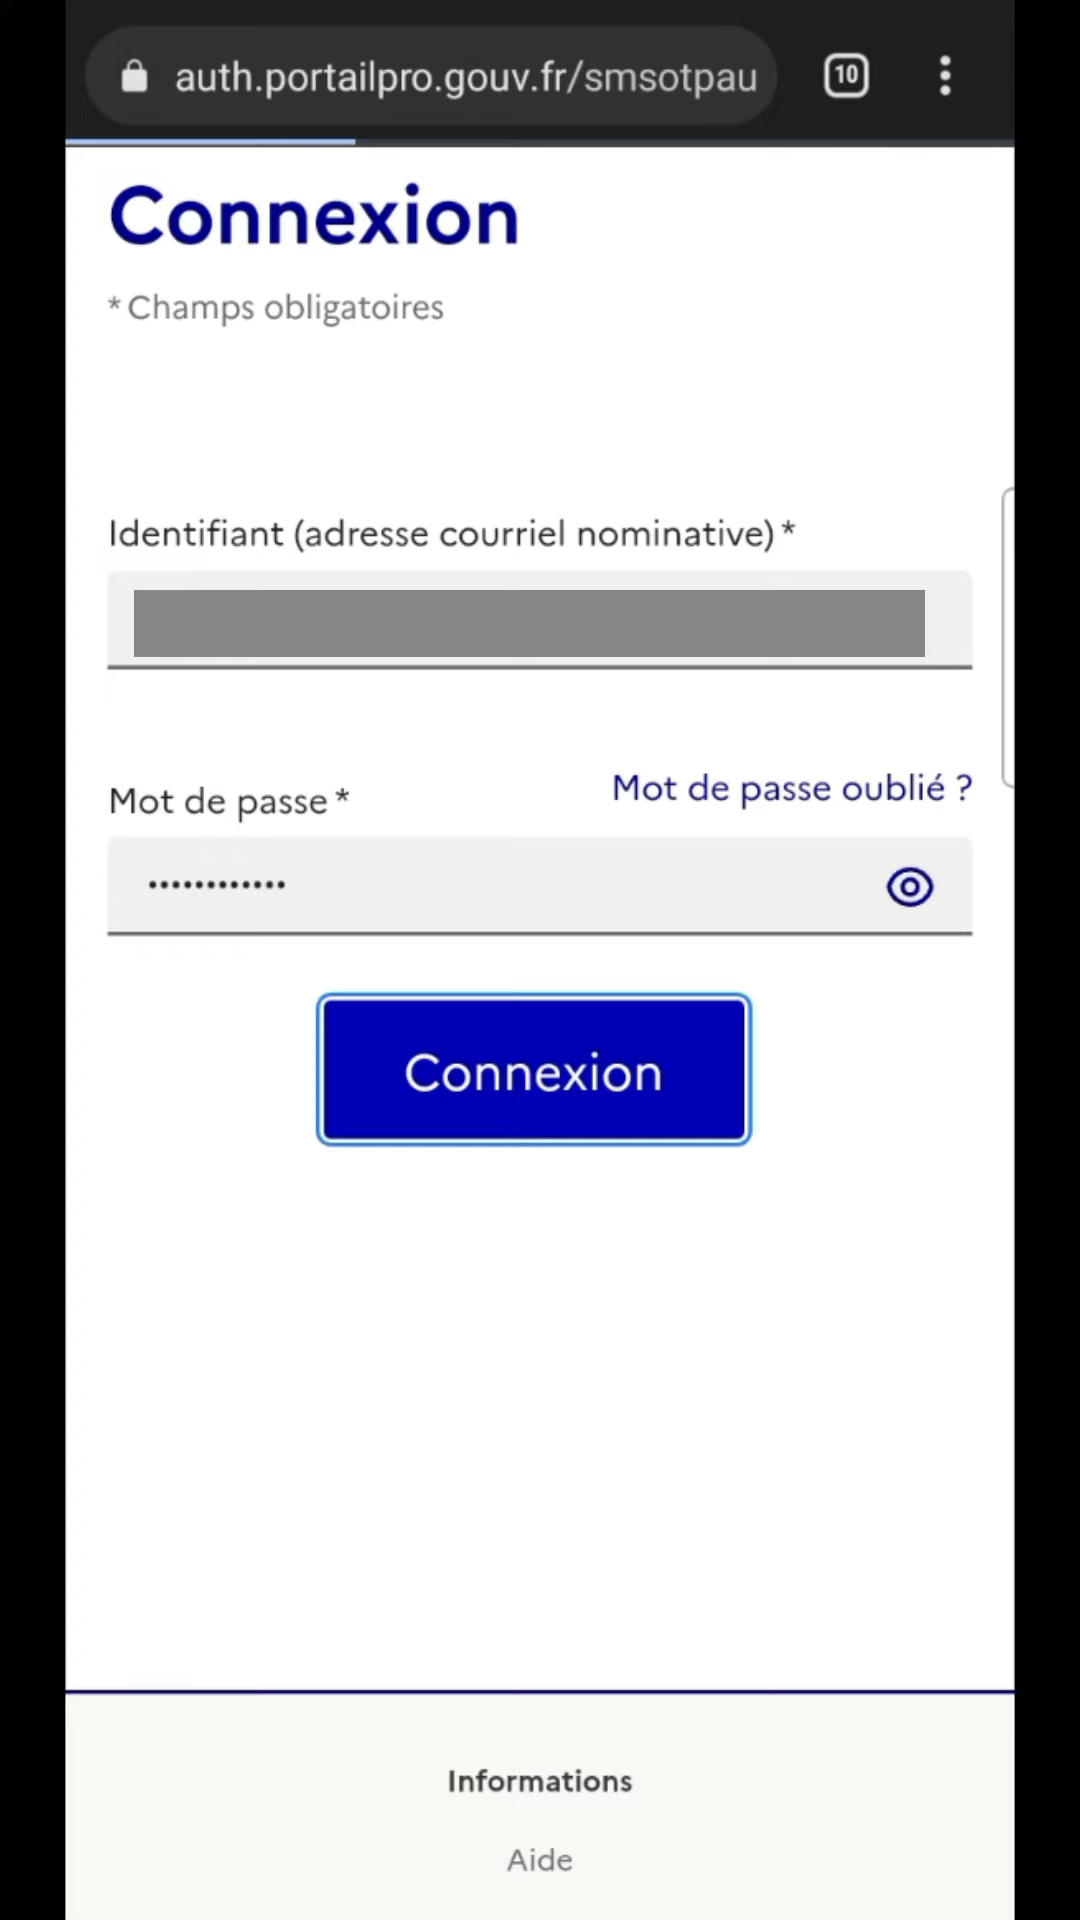 auth.portailpro.gouv.fr/smsotpau
10
Connexion
* Champs obligatoires
Identifiant (adresse courriel nominative) *
Mot de passe *
Mot de passe oublié ?
••••••••••••
Connexion
Informations
Aide